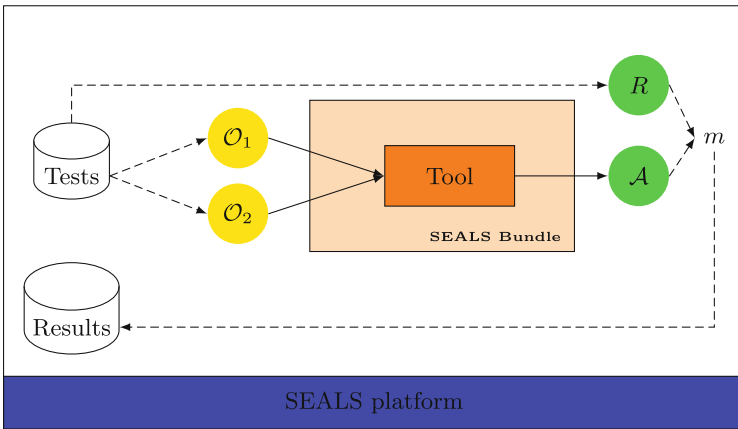 R
𝒪₁
m
Tests
Tool
𝒜
𝒪₂
SEALS Bundle
Results
SEALS platform